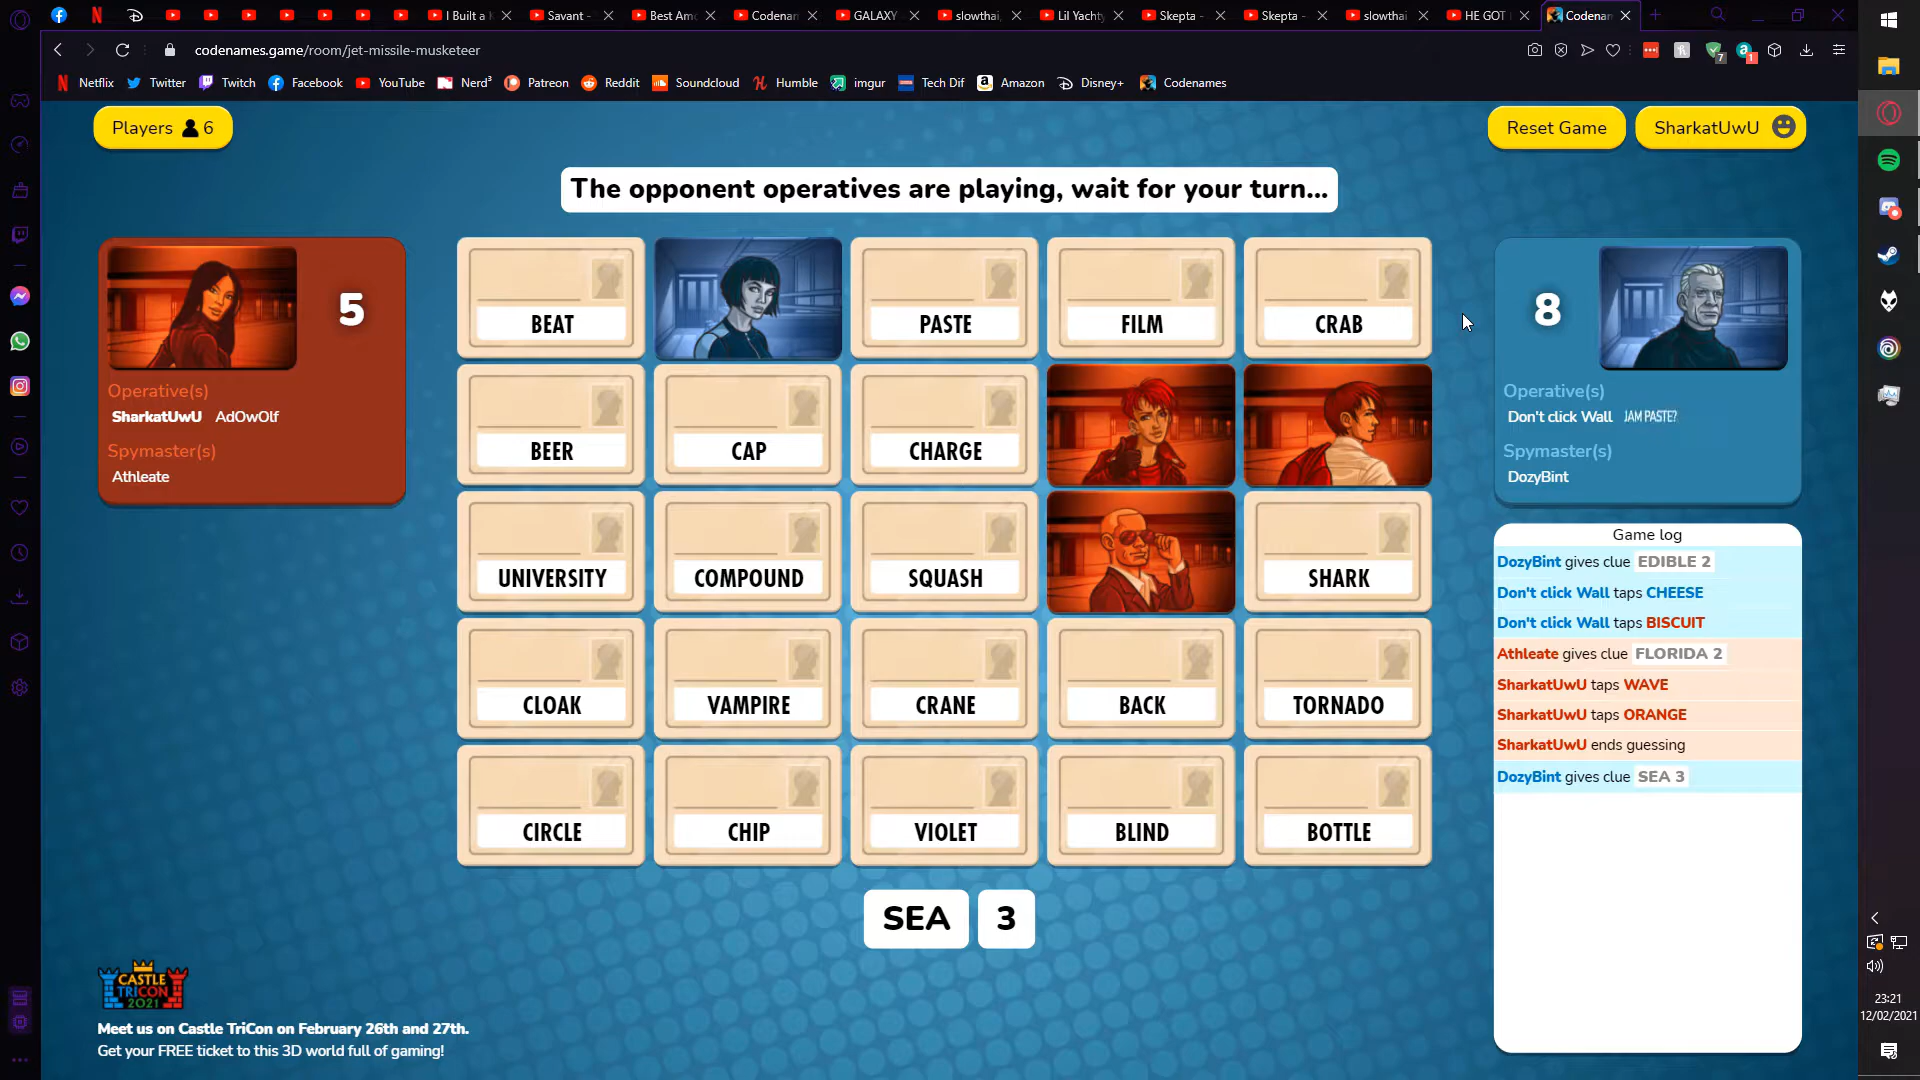 I Built a
Savant -
Best Amo
Codenam
GALAXY
slowthai,
Lil Yachty
Skepta -
Skepta -
slowthai
HE GOT
Codenam
codenames.game/room/jet-missile-musketeer
7
1
Netflix
Twitter
Twitch
Facebook
YouTube
Nerd³
Patreon
Reddit
Soundcloud
Humble
imgur
Tech Dif
Amazon
Disney+
Codenames
Players 6
Reset Game
SharkatUwU
The opponent operatives are playing, wait for your turn...
5
Operative(s)
SharkatUwU AdOwOlf
Spymaster(s)
Athleate
BEAT
PASTE
FILM
CRAB
BEER
CAP
CHARGE
UNIVERSITY
COMPOUND
SQUASH
SHARK
CLOAK
VAMPIRE
CRANE
BACK
TORNADO
CIRCLE
CHIP
VIOLET
BLIND
BOTTLE
SEA 3
8
Operative(s)
Don't click Wall JAM PASTE?
Spymaster(s)
DozyBint
Game log
DozyBint gives clue EDIBLE 2
Don't click Wall taps CHEESE
Don't click Wall taps BISCUIT
Athleate gives clue FLORIDA 2
SharkatUwU taps WAVE
SharkatUwU taps ORANGE
SharkatUwU ends guessing
DozyBint gives clue SEA 3
CASTLE
TRICON
2021
Meet us on Castle TriCon on February 26th and 27th.
Get your FREE ticket to this 3D world full of gaming!
23:21
12/02/2021